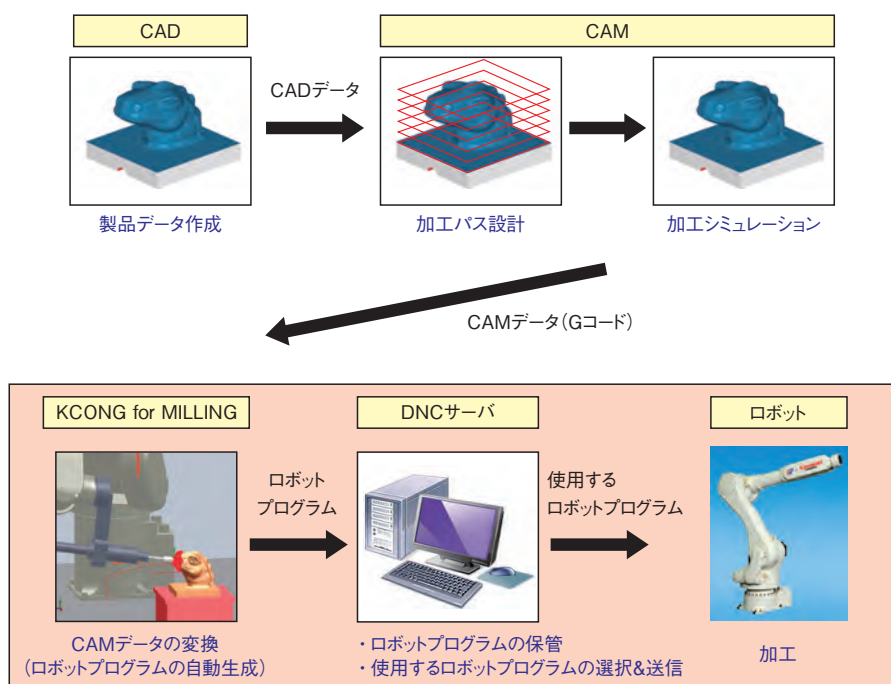 CAD
CAM
CADデータ
製品データ作成
加工パス設計
加工シミュレーション
CAMデータ(Gコード)
KCONG for MILLING
DNCサーバ
ロボット
ロボット
プログラム
使用する
ロボットプログラム
CAMデータの変換
(ロボットプログラムの自動生成)
・ロボットプログラムの保管
・使用するロボットプログラムの選択&送信
加工